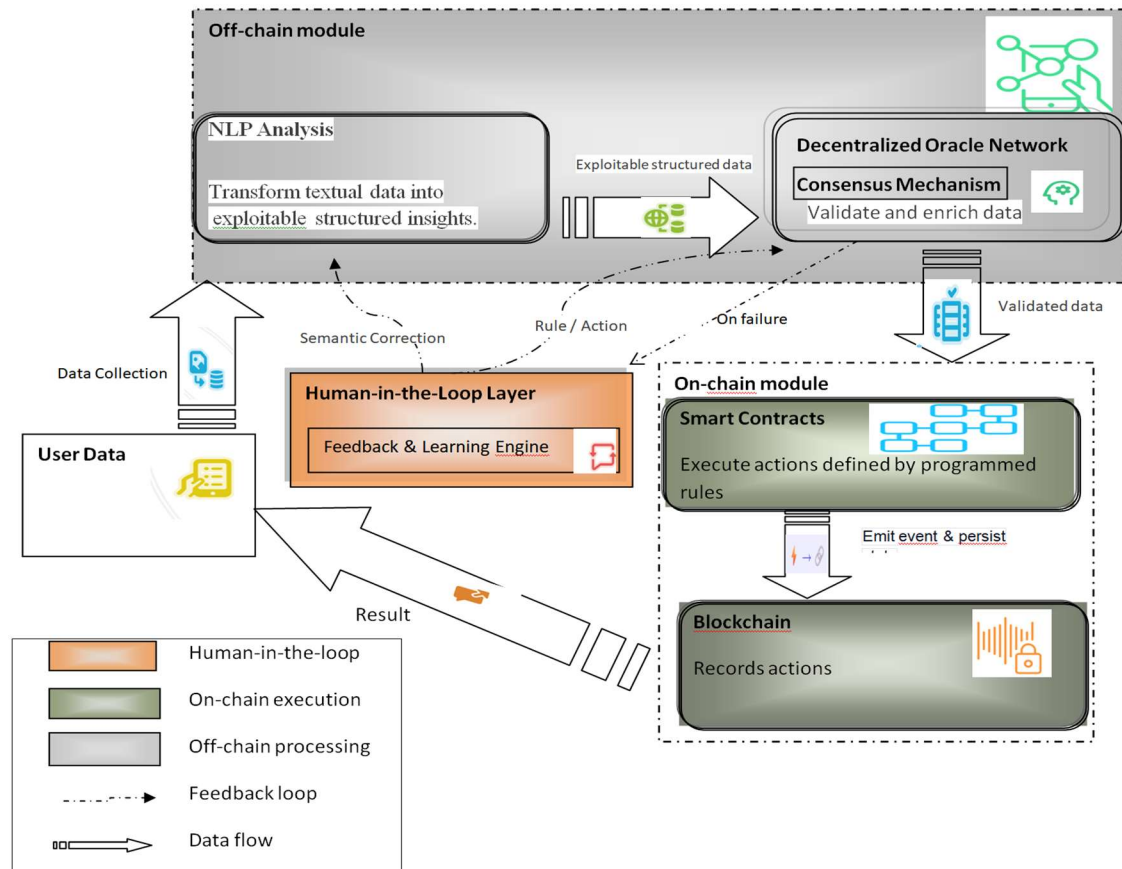 Off-chain module
NLP Analysis
Transform textual data into
exploitable structured insights.
Exploitable structured data
Decentralized Oracle Network
Consensus Mechanism
Validate and enrich data
Semantic Correction
Rule / Action
On failure
Validated data
Data Collection
Human-in-the-Loop Layer
Feedback & Learning Engine
User Data
On-chain module
Smart Contracts
Execute actions defined by programmed
rules
Emit event & persist
Blockchain
Records actions
Result
Human-in-the-loop
On-chain execution
Off-chain processing
Feedback loop
Data flow